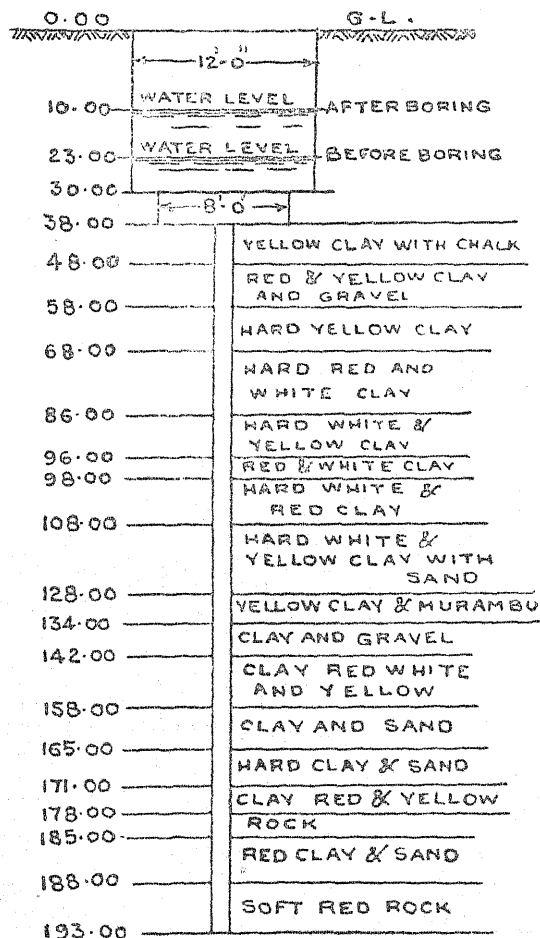 0.00 G.L.
12'-0"
WATER LEVEL
10.00 AFTER BORING
WATER LEVEL
23.00 BEFORE BORING
30.00
8'-0"
38.00
YELLOW CLAY WITH CHALK
48.00
RED & YELLOW CLAY
AND GRAVEL
58.00
HARD YELLOW CLAY
68.00
HARD RED AND
WHITE CLAY
86.00
HARD WHITE &
YELLOW CLAY
96.00
RED & WHITE CLAY
98.00
HARD WHITE &
RED CLAY
108.00
HARD WHITE &
YELLOW CLAY WITH
SAND
128.00
YELLOW CLAY & MURAMBU
134.00
CLAY AND GRAVEL
142.00
CLAY RED WHITE
AND YELLOW
158.00
CLAY AND SAND
165.00
HARD CLAY & SAND
171.00
CLAY RED & YELLOW
178.00
ROCK
185.00
RED CLAY & SAND
188.00
SOFT RED ROCK
193.00